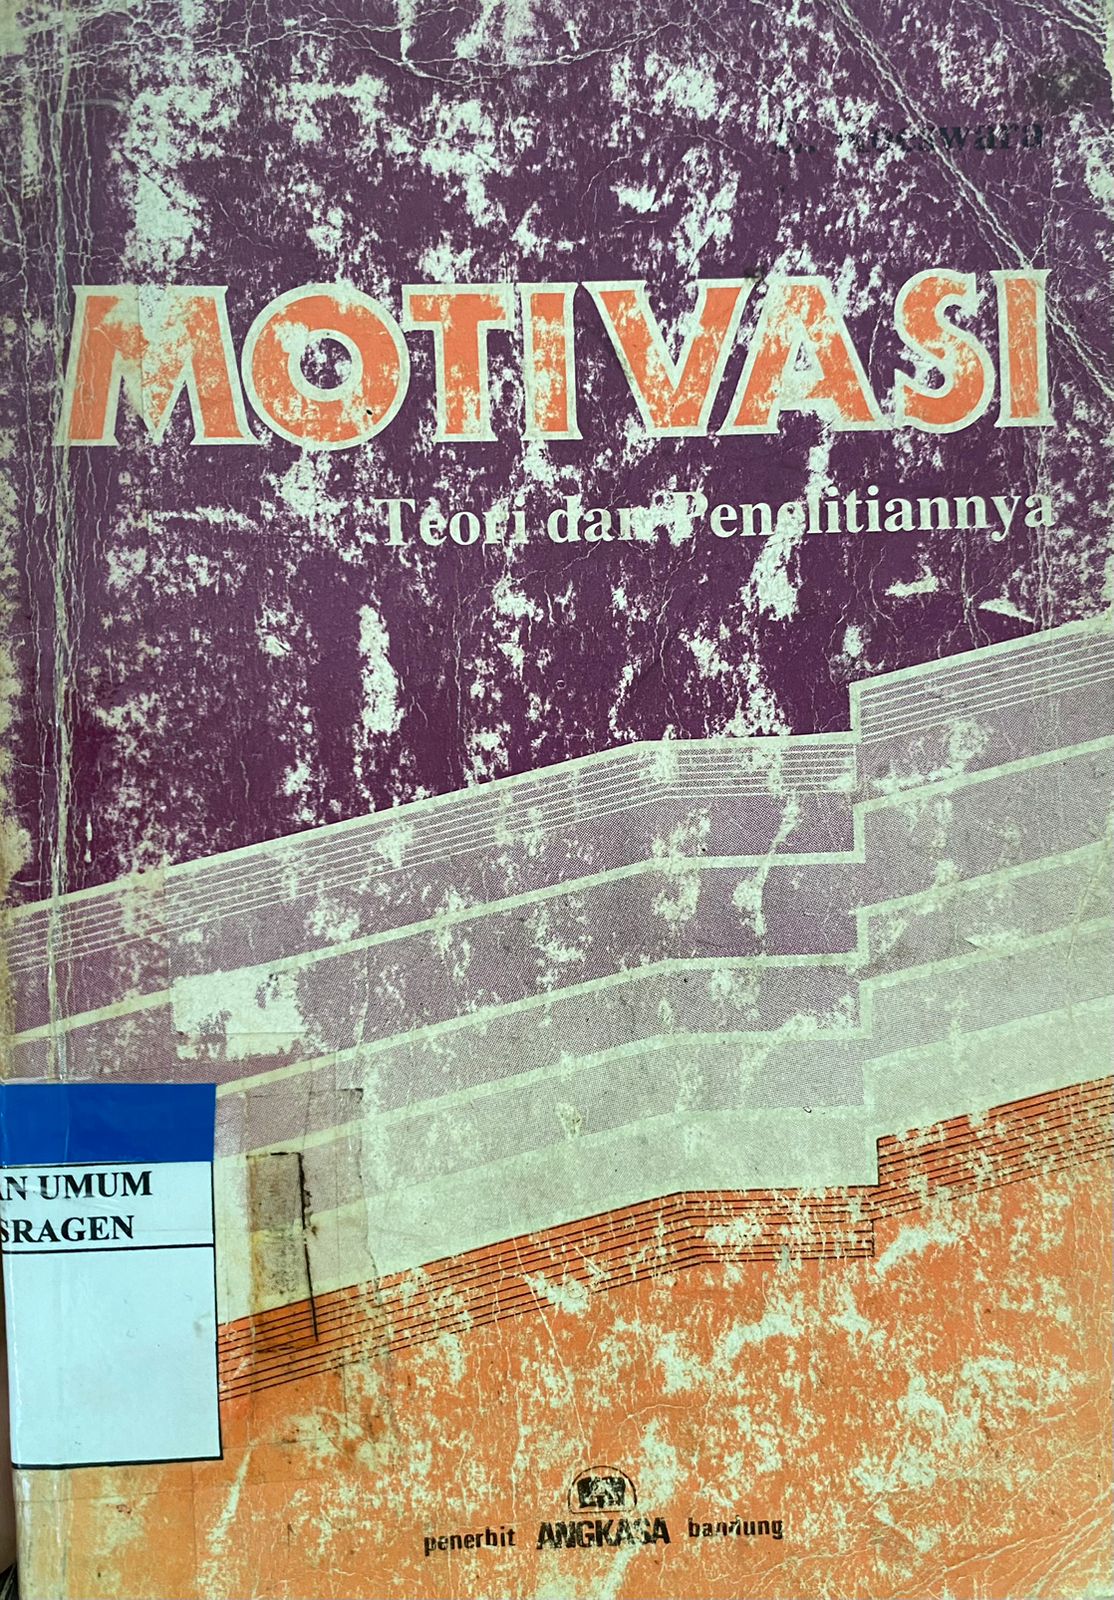 MOTIVASI
Teori dan Penelitiannya
AN UMUM
SRAGEN
penerbit ANGKASA bandung